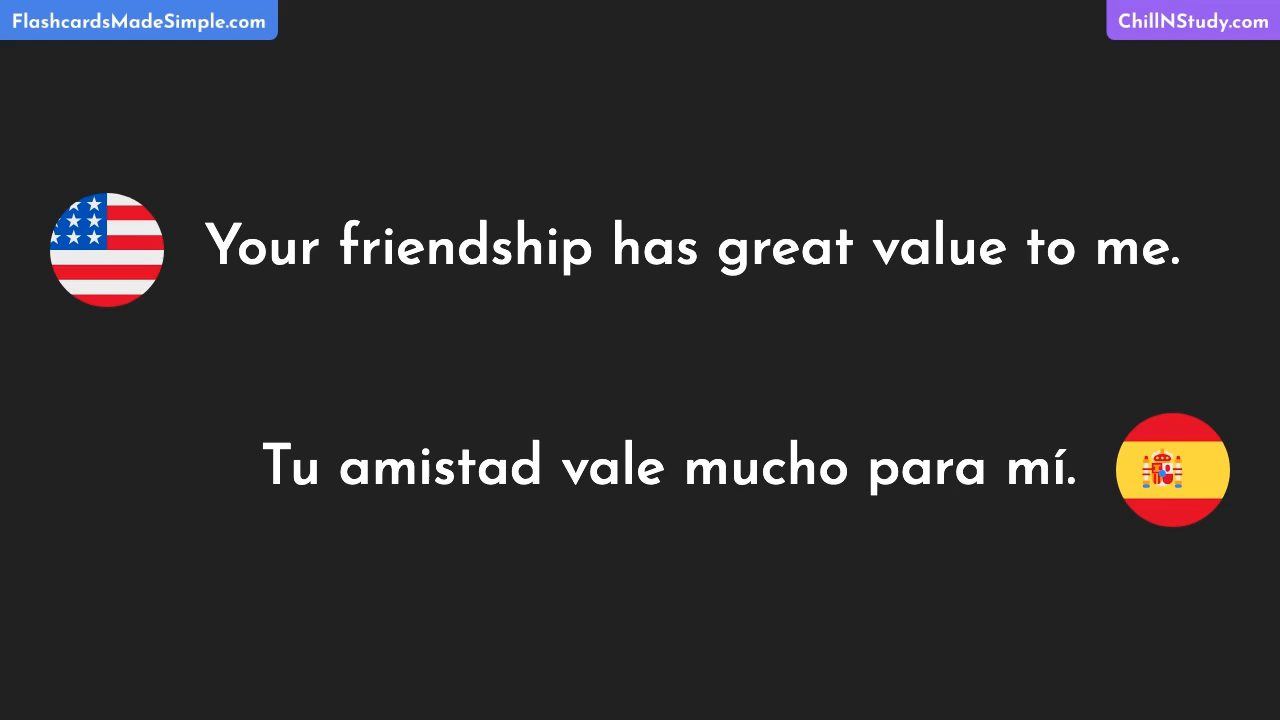 FlashcardsMadeSimple.com
ChillNStudy.com
Your friendship has great value to me.
Tu amistad vale mucho para mí.